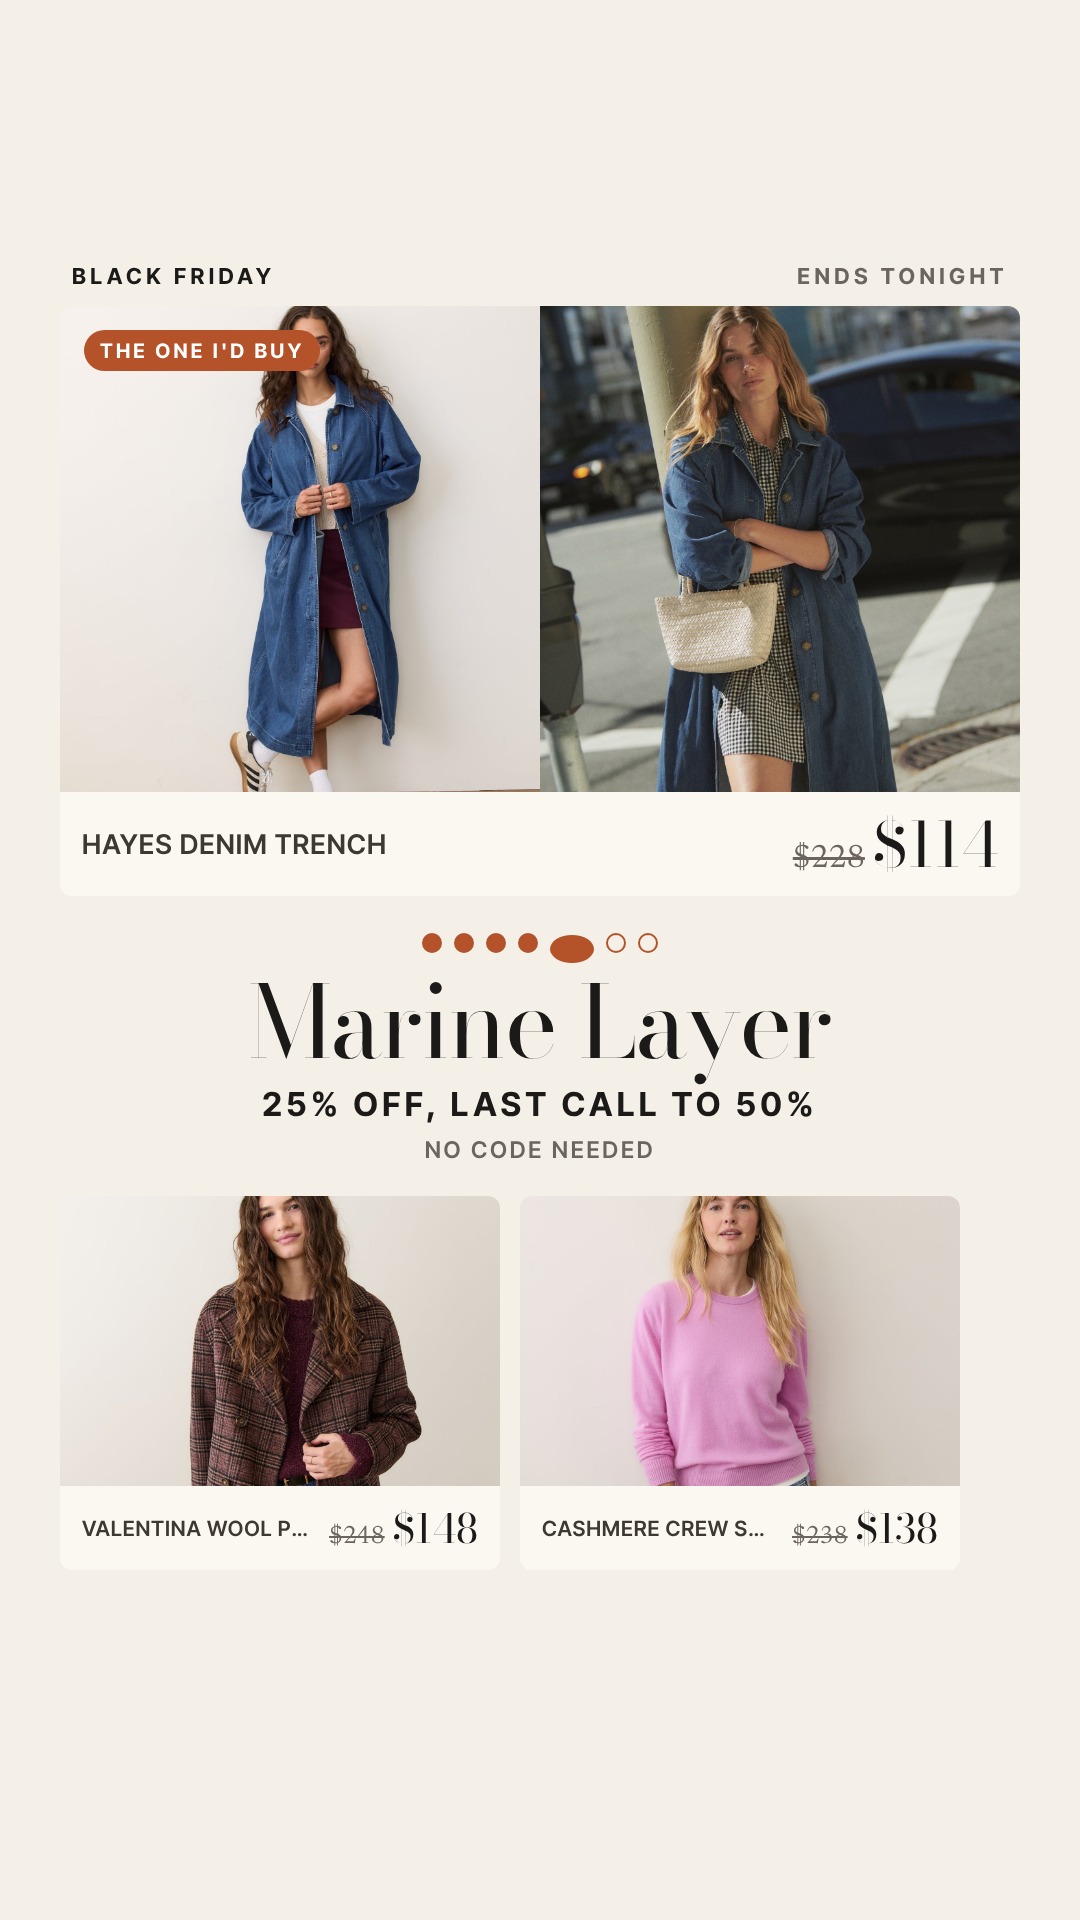 BLACK FRIDAY
ENDS TONIGHT
THE ONE I'D BUY
HAYES DENIM TRENCH
$228 $114
Marine Layer
25% OFF, LAST CALL TO 50%
NO CODE NEEDED
VALENTINA WOOL P... $248 $148
CASHMERE CREW S... $238 $138